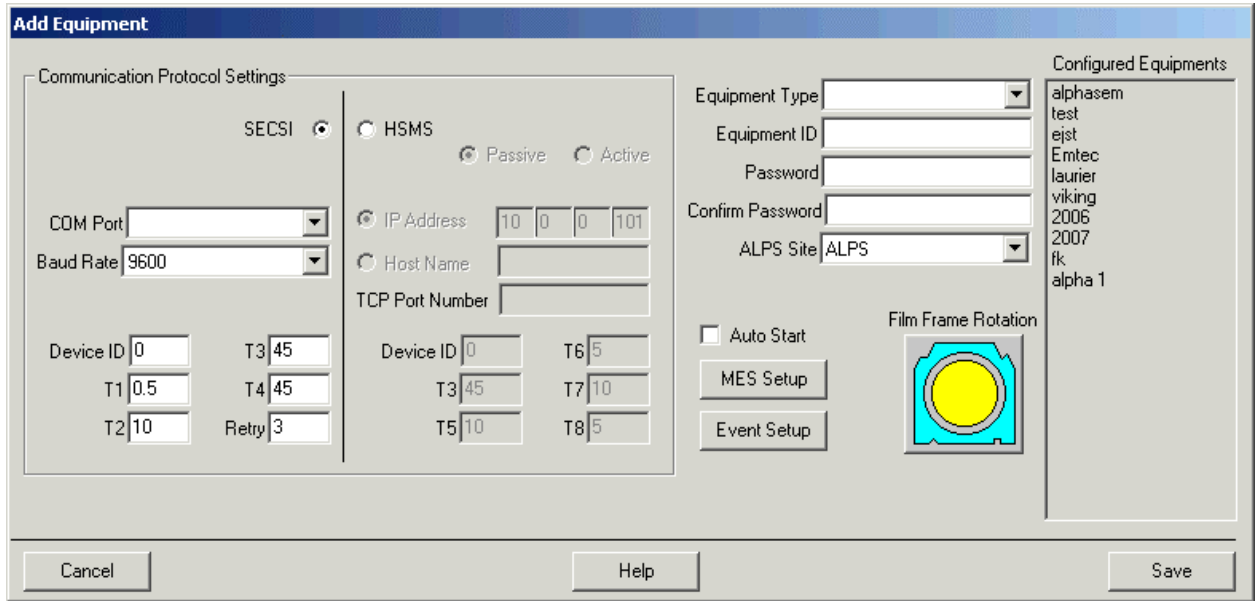 Add Equipment
Communication Protocol Settings
SECSI
HSMS
Passive Active
COM Port
IP Address 10 0 0 101
Baud Rate 9600
Host Name
TCP Port Number
Device ID 0 T3 45
T1 0.5 T4 45
T2 10 Retry 3
Device ID 0 T6 5
T3 45 T7 10
T5 10 T8 5
Equipment Type
Equipment ID
Password
Confirm Password
ALPS Site ALPS
Auto Start
MES Setup
Event Setup
Film Frame Rotation
Configured Equipments
alphasem
test
ejst
Emtec
laurier
viking
2006
2007
fk
alpha 1
Cancel
Help
Save